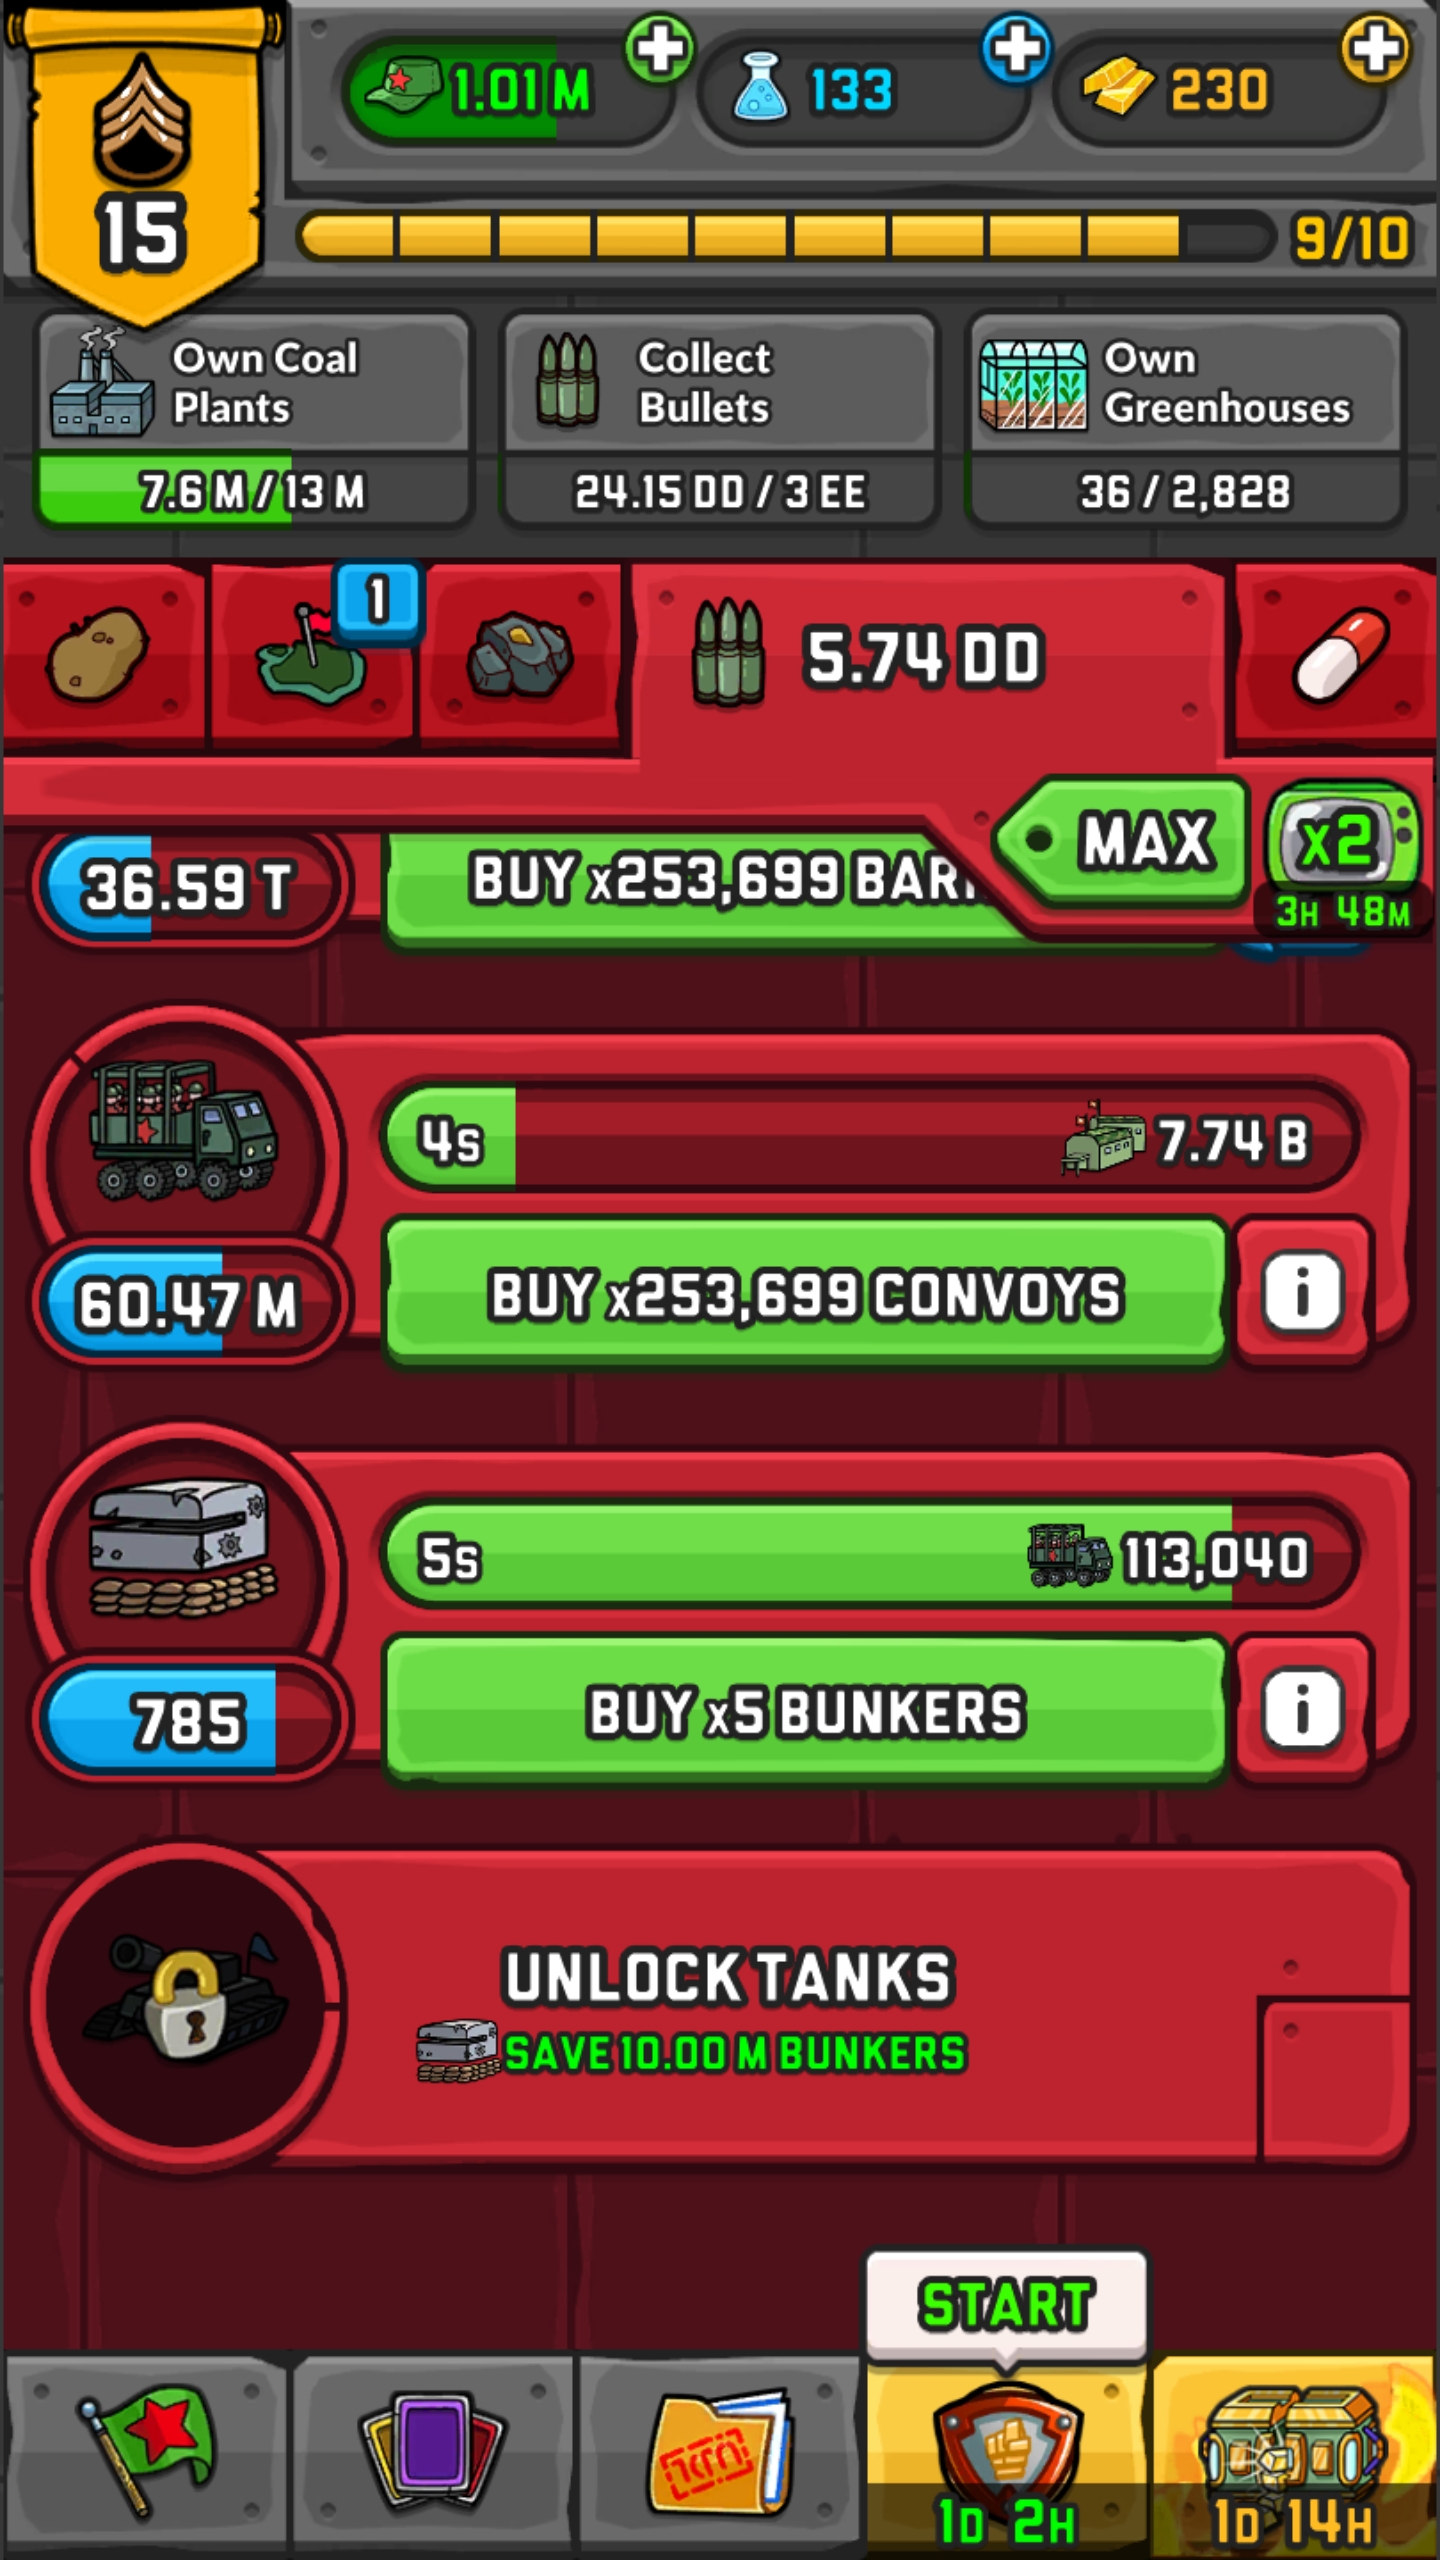 1.01 M
133
230
15
9/10
Own Coal
Plants
7.6 M / 13 M
Collect
Bullets
24.15 DD / 3 EE
Own
Greenhouses
36 / 2,828
1
5.74 DD
MAX
x2
3H 48M
36.59 T
BUY x253,699
4s
7.74 B
60.47 M
BUY x253,699 CONVOYS
i
5s
113,040
785
BUY x5 BUNKERS
i
UNLOCK TANKS
SAVE 10.00 M BUNKERS
START
1D 2H
1D 14H